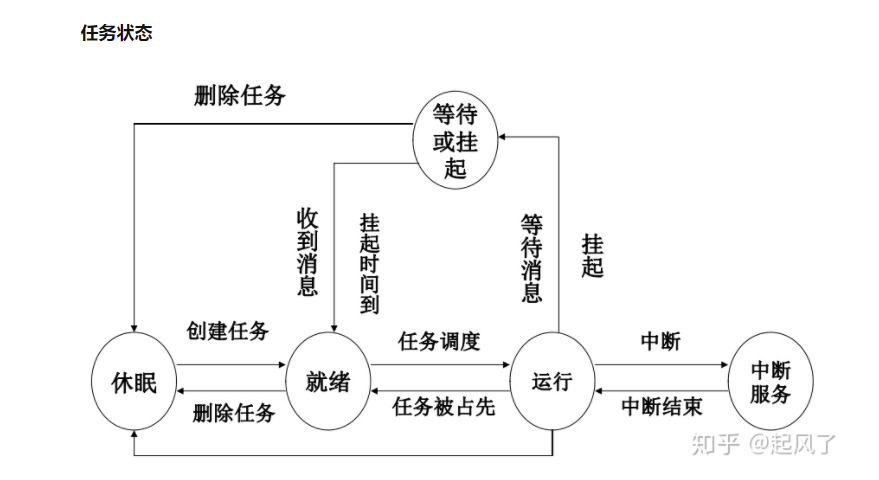 任务状态
删除任务
等待
或挂
起
收到消息
挂起时间到
等待消息
挂起
创建任务
任务调度
中断
休眠
就绪
运行
中断
服务
删除任务
任务被占先
中断结束
知乎 @起风了